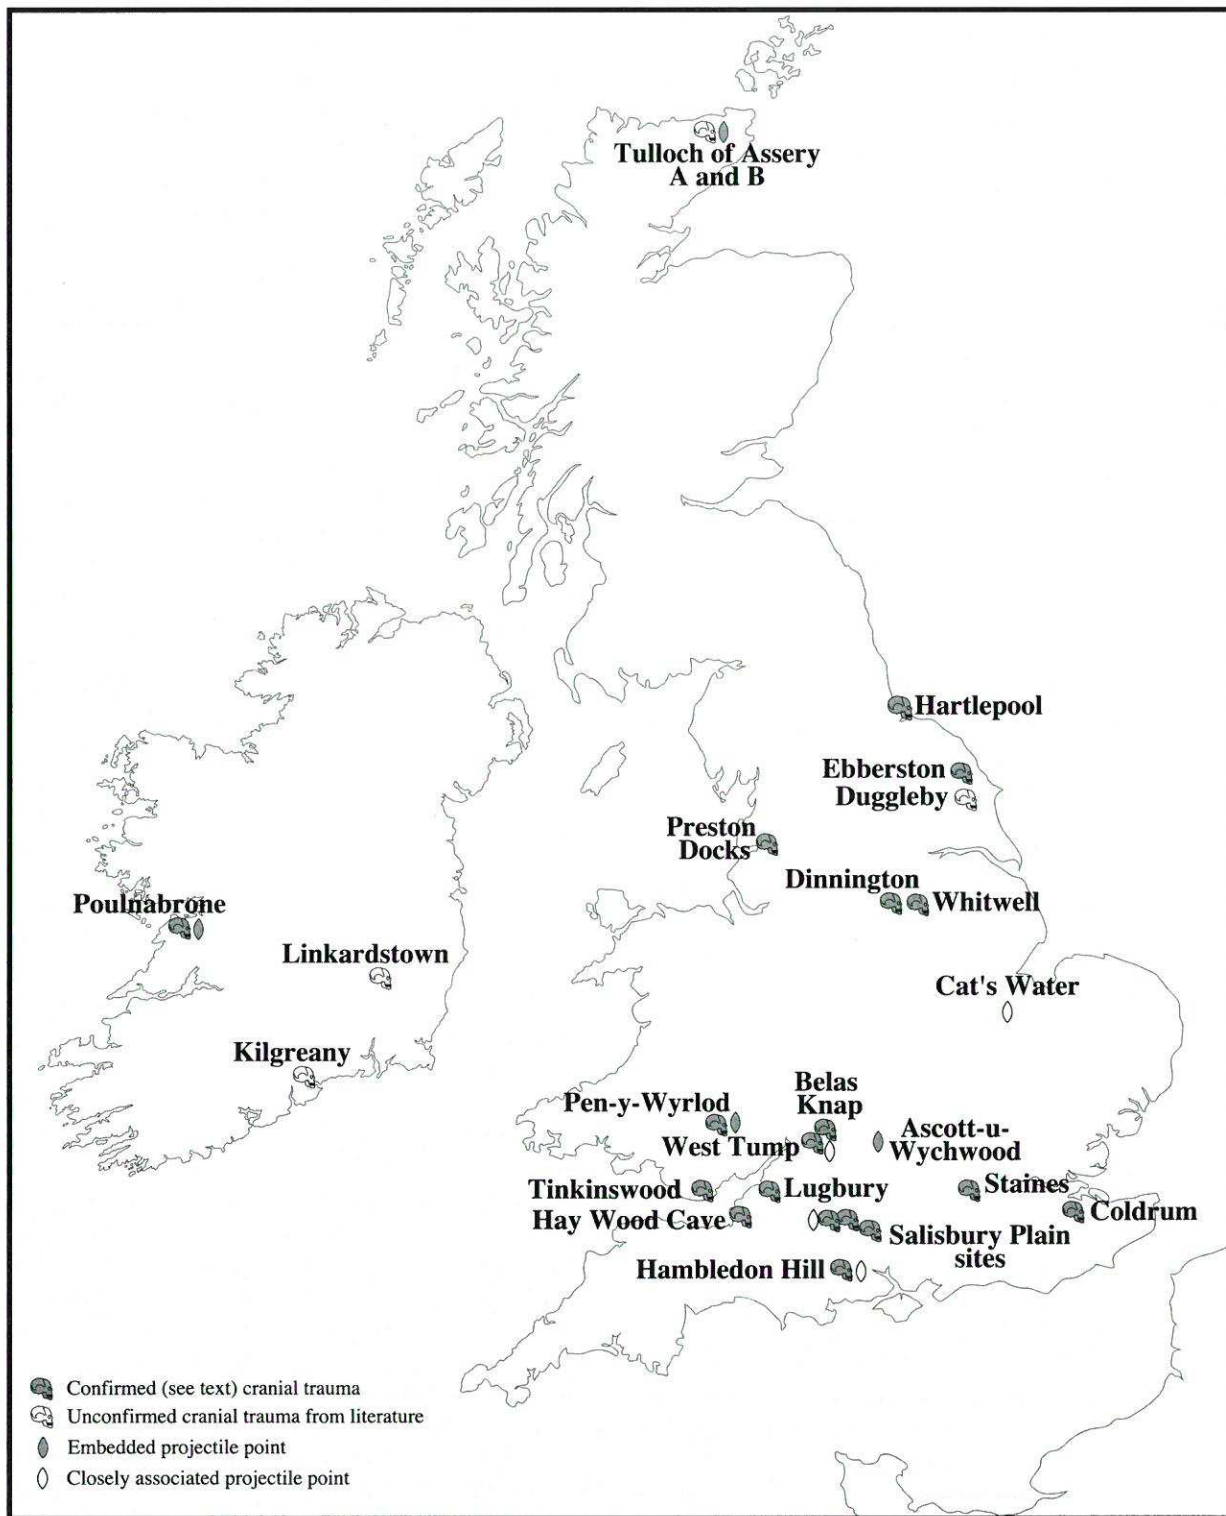 Tulloch of Assery
A and B
Hartlepool
Ebberston
Duggleby
Preston
Docks
Dinnington
Whitwell
Poulnabrone
Linkardstown
Cat's Water
Kilgreany
Belas
Knap
Pen-y-Wyrlod
Ascott-u-
Wychwood
West Tump
Tinkinswood
Lugbury
Staines
Coldrum
Hay Wood Cave
Salisbury Plain
sites
Hambledon Hill
Confirmed (see text) cranial trauma
Unconfirmed cranial trauma from literature
Embedded projectile point
Closely associated projectile point